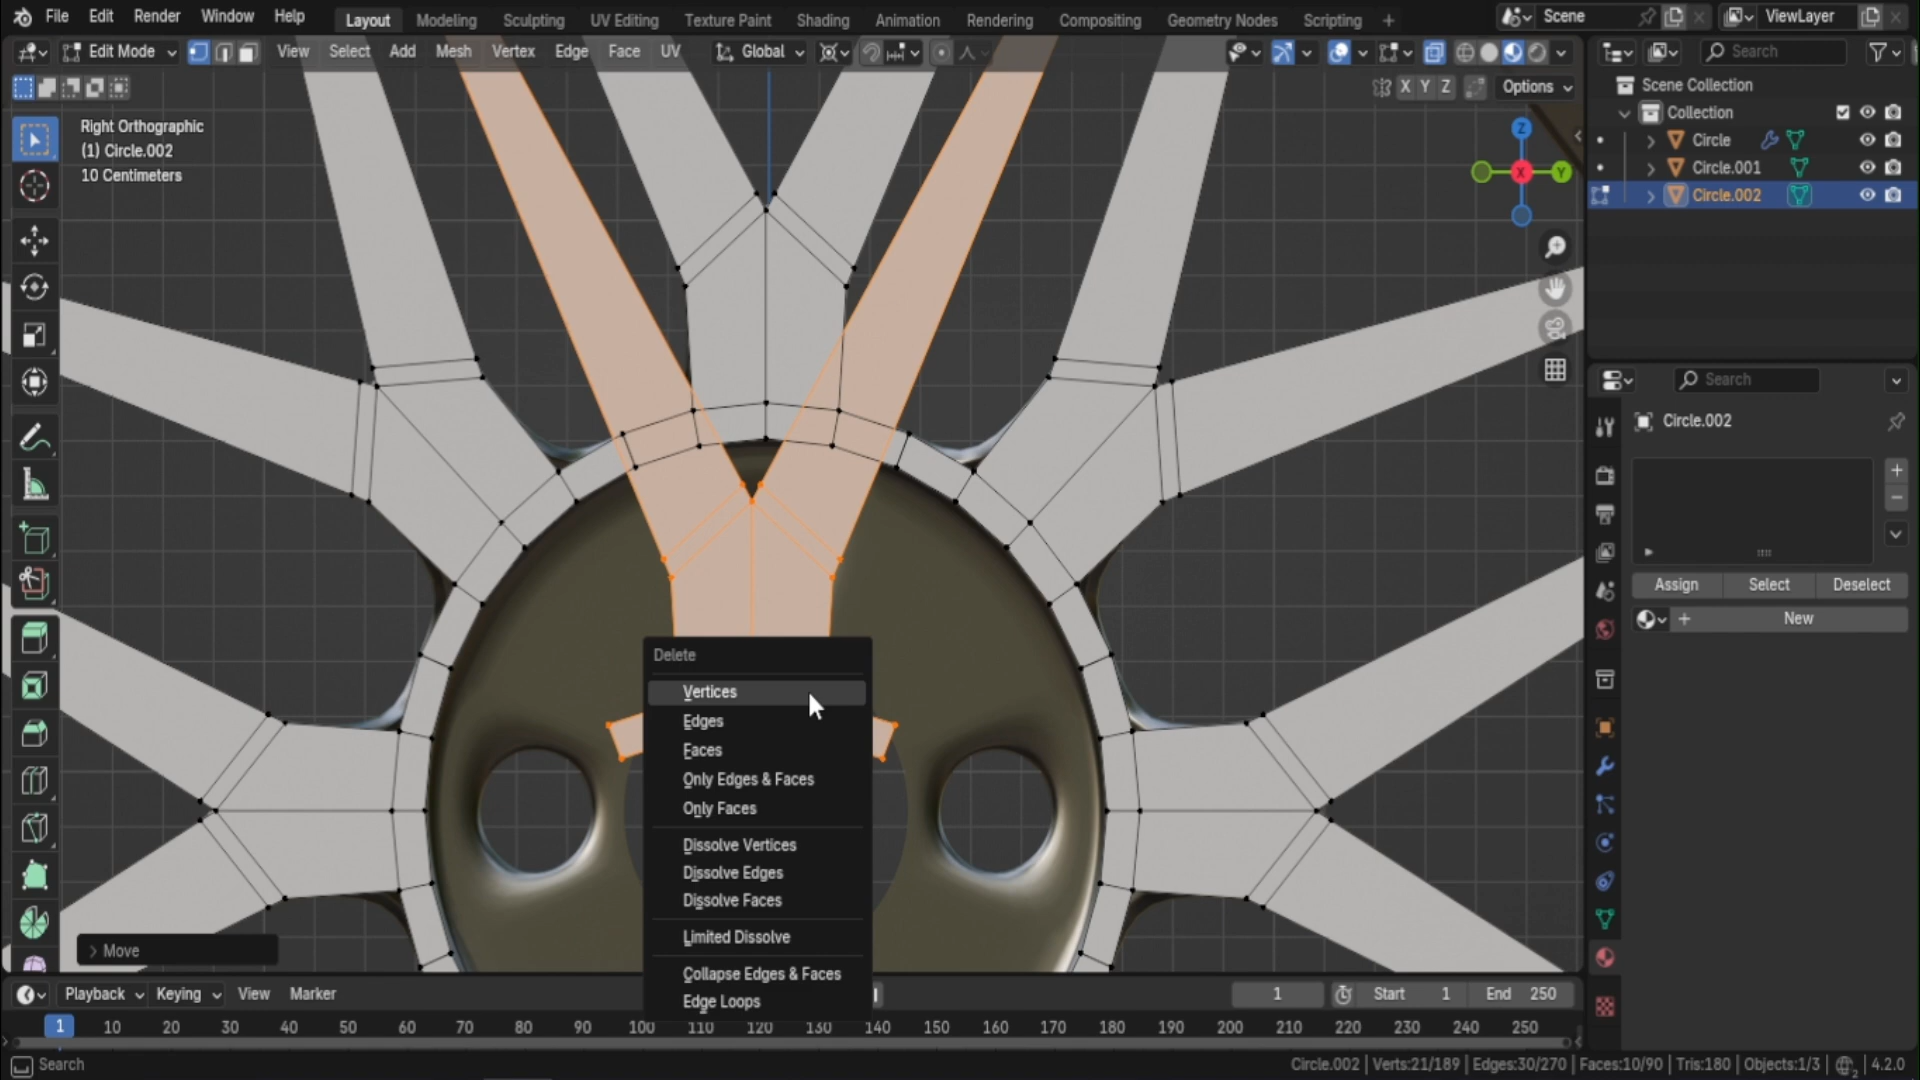 File Edit Render Window Help Layout Modeling Sculpting UV Editing Texture Paint Shading Animation Rendering Compositing Geometry Nodes Scripting + Scene ViewLayer
Edit Mode View Select Add Mesh Vertex Edge Face UV Global Search
X Y Z Options
Right Orthographic
(1) Circle.002
10 Centimeters
Z
X
Y
Scene Collection
Collection
Circle
Circle.001
Circle.002
Search
Circle.002
Assign Select Deselect
New
Delete
Vertices
Edges
Faces
Only Edges & Faces
Only Faces
Dissolve Vertices
Dissolve Edges
Dissolve Faces
Limited Dissolve
Collapse Edges & Faces
Edge Loops
> Move
Playback Keying View Marker 1 Start 1 End 250
1 10 20 30 40 50 60 70 80 90 100 110 120 130 140 150 160 170 180 190 200 210 220 230 240 250
Search Circle.002 | Verts:21/189 | Edges:30/270 | Faces:10/90 | Tris:180 | Objects:1/3 | 4.2.0